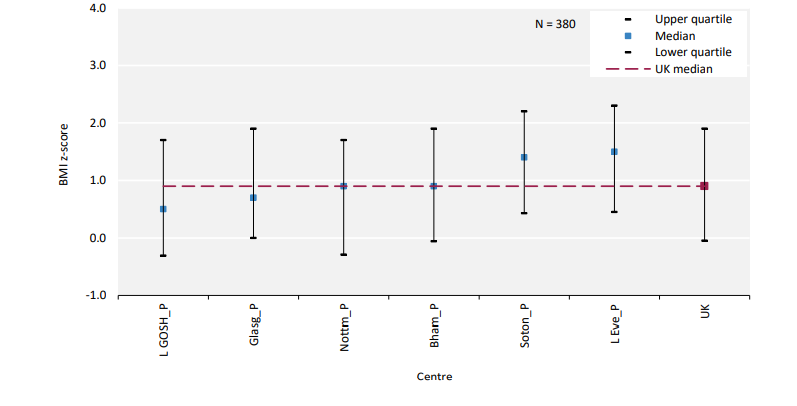 4.0
3.0
2.0
1.0
0.0
-1.0
BMI z-score
N = 380
Upper quartile
Median
Lower quartile
UK median
L GOSH_P
Glasg_P
Nottm_P
Bham_P
Soton_P
L Eve_P
UK
Centre